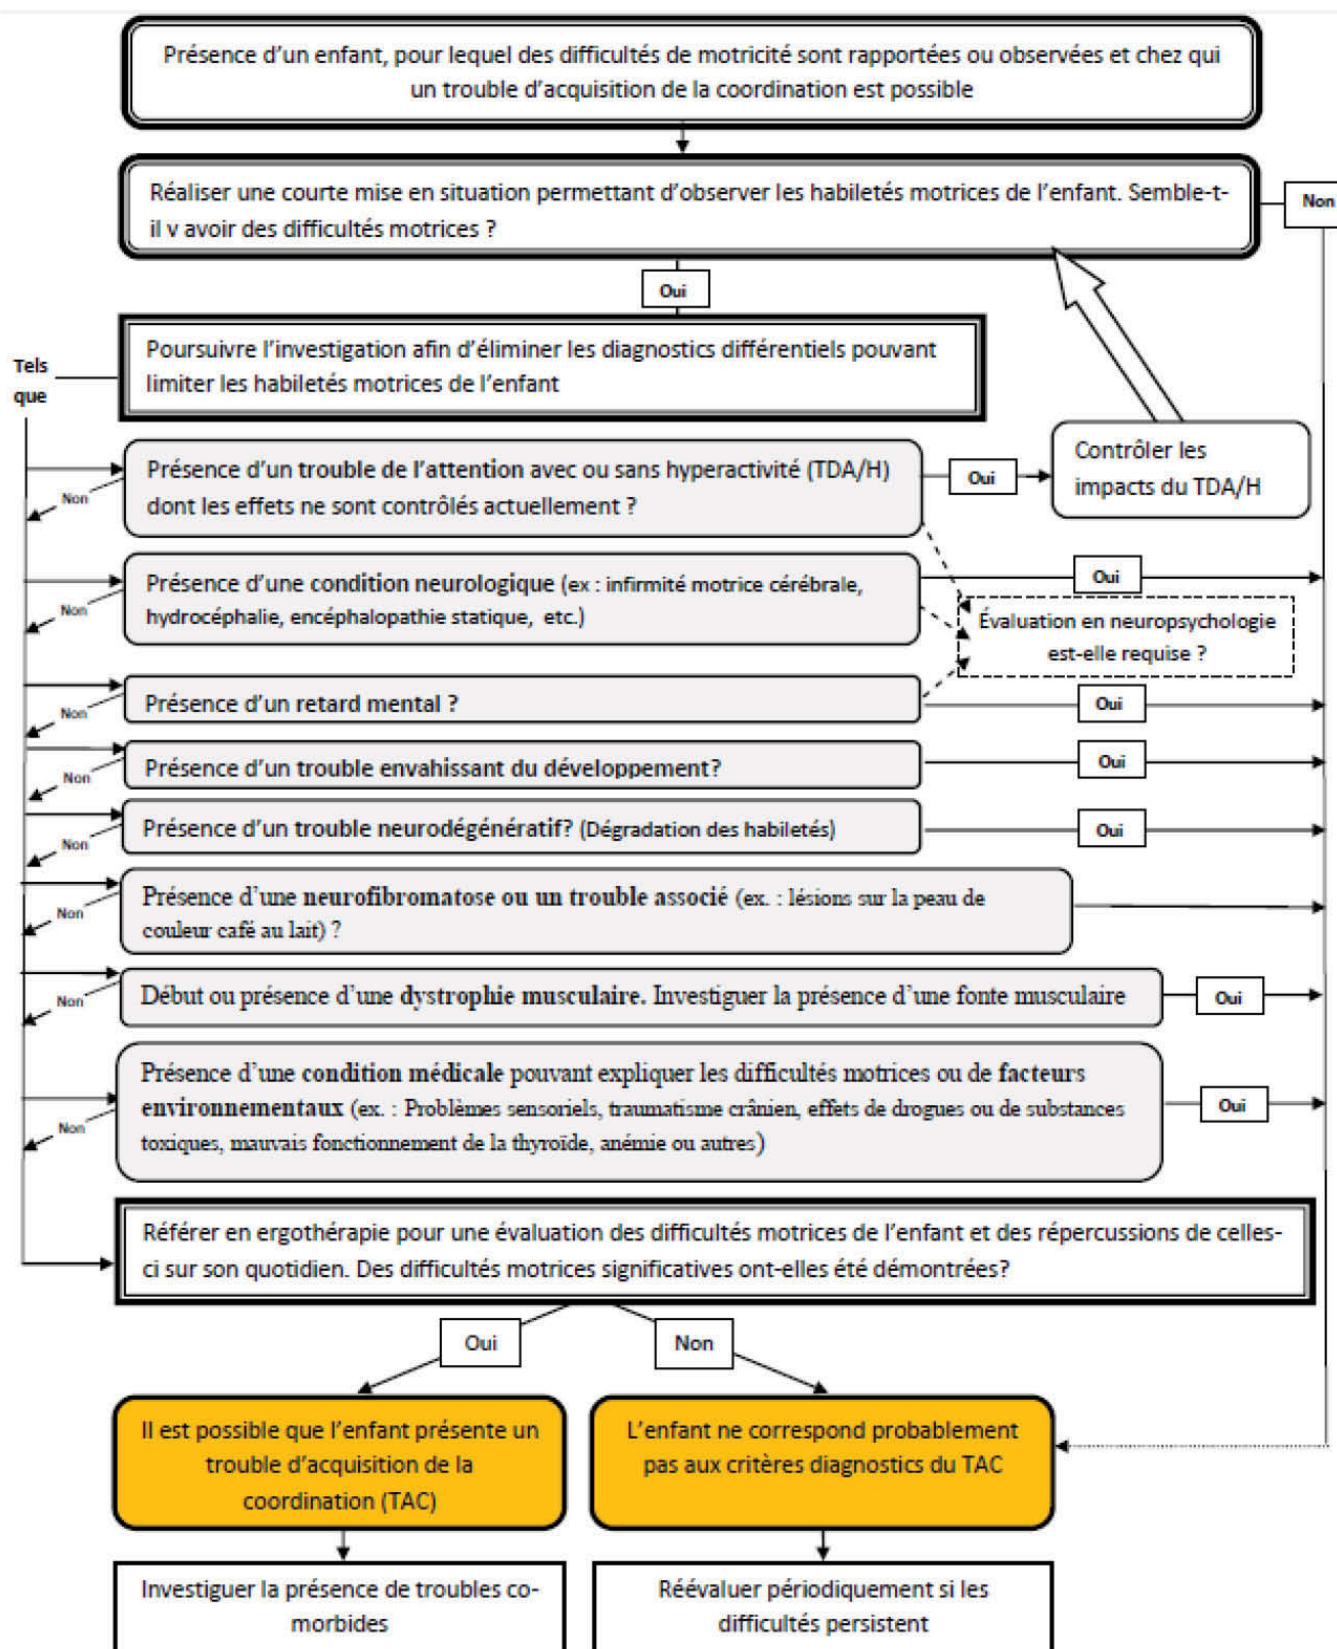 Présence d'un enfant, pour lequel des difficultés de motricité sont rapportées ou observées et chez qui
un trouble d'acquisition de la coordination est possible
Réaliser une courte mise en situation permettant d'observer les habiletés motrices de l'enfant. Semble-t-
il v avoir des difficultés motrices ?
Non
Oui
Poursuivre l'investigation afin d'éliminer les diagnostics différentiels pouvant
limiter les habiletés motrices de l'enfant
Tels
que
Présence d'un trouble de l'attention avec ou sans hyperactivité (TDA/H)
dont les effets ne sont contrôlés actuellement ?
Non
Oui
Contrôler les
impacts du TDA/H
Présence d'une condition neurologique (ex : infirmité motrice cérébrale,
hydrocéphalie, encéphalopathie statique, etc.)
Non
Oui
Évaluation en neuropsychologie
est-elle requise ?
Présence d'un retard mental ?
Non
Oui
Présence d'un trouble envahissant du développement?
Non
Oui
Présence d'un trouble neurodégénératif? (Dégradation des habiletés)
Non
Oui
Présence d'une neurofibromatose ou un trouble associé (ex. : lésions sur la peau de
couleur café au lait) ?
Non
Début ou présence d'une dystrophie musculaire. Investiguer la présence d'une fonte musculaire
Non
Oui
Présence d'une condition médicale pouvant expliquer les difficultés motrices ou de facteurs
environnementaux (ex. : Problèmes sensoriels, traumatisme crânien, effets de drogues ou de substances
toxiques, mauvais fonctionnement de la thyroïde, anémie ou autres)
Non
Oui
Référer en ergothérapie pour une évaluation des difficultés motrices de l'enfant et des répercussions de celles-
ci sur son quotidien. Des difficultés motrices significatives ont-elles été démontrées?
Oui
Non
Il est possible que l'enfant présente un
trouble d'acquisition de la
coordination (TAC)
L'enfant ne correspond probablement
pas aux critères diagnostics du TAC
Investiguer la présence de troubles co-
morbides
Réévaluer périodiquement si les
difficultés persistent